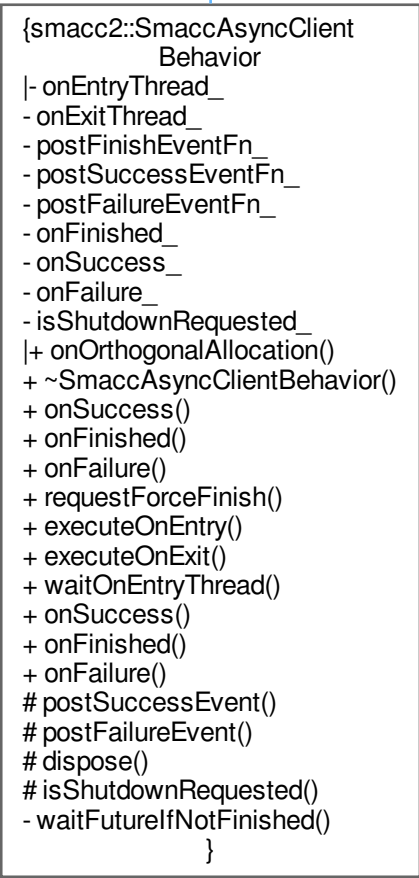 {smacc2::SmaccAsyncClient
Behavior
|- onEntryThread_
- onExitThread_
- postFinishEventFn_
- postSuccessEventFn_
- postFailureEventFn_
- onFinished_
- onSuccess_
- onFailure_
- isShutdownRequested_
|+ onOrthogonalAllocation()
+ ~SmaccAsyncClientBehavior()
+ onSuccess()
+ onFinished()
+ onFailure()
+ requestForceFinish()
+ executeOnEntry()
+ executeOnExit()
+ waitOnEntryThread()
+ onSuccess()
+ onFinished()
+ onFailure()
# postSuccessEvent()
# postFailureEvent()
# dispose()
# isShutdownRequested()
- waitFutureIfNotFinished()
}